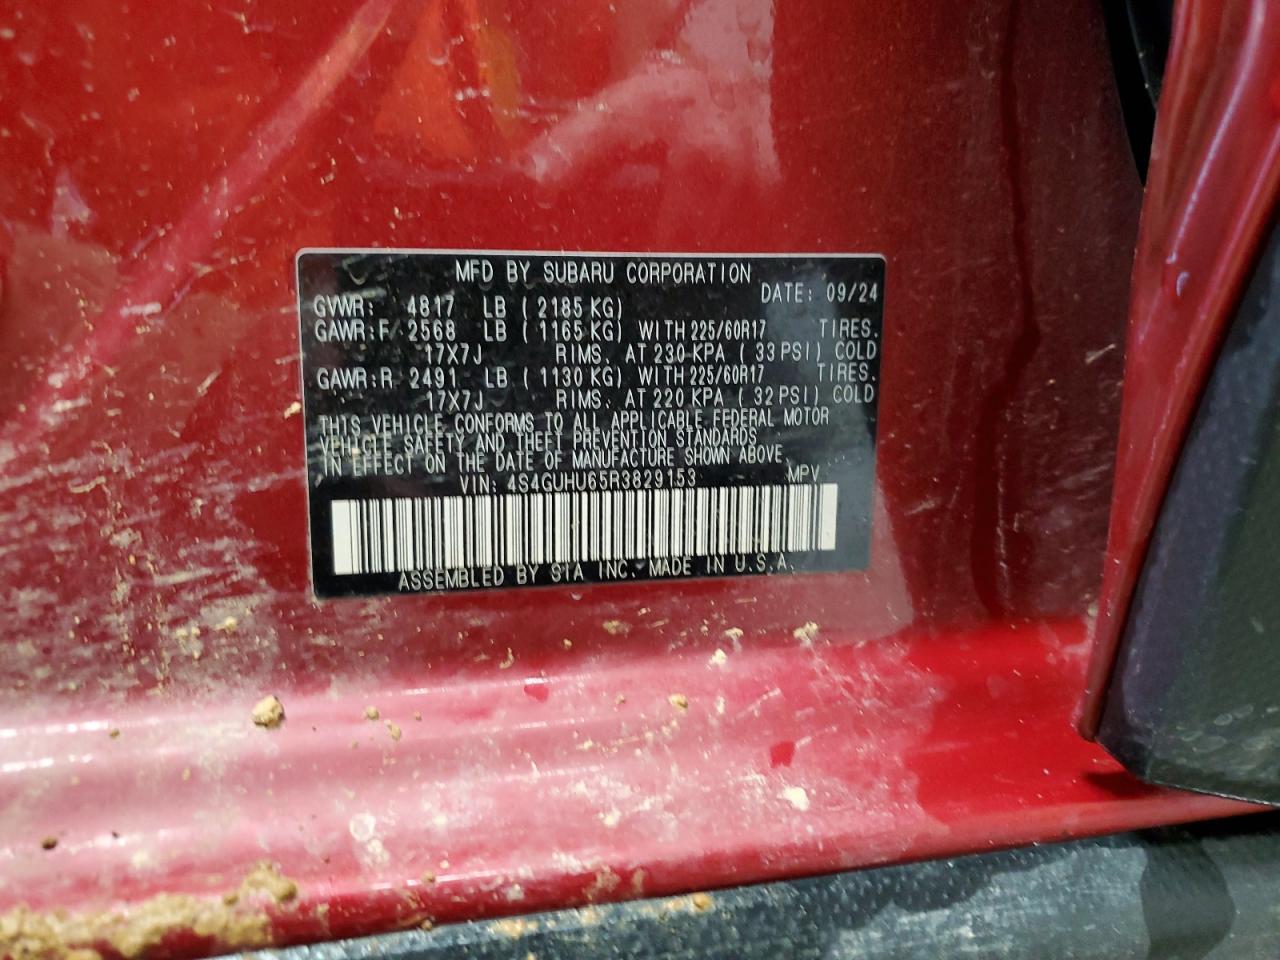 MFD BY SUBARU CORPORATION
DATE: 09/24
GVWR: 4817 LB (2185 KG)
GAWR:F 2568 LB (1165 KG) WITH 225/60R17 TIRES.
17X7J RIMS. AT 230 KPA (33 PSI) COLD
GAWR:R 2491 LB (1130 KG) WITH 225/60R17 TIRES.
17X7J RIMS. AT 220 KPA (32 PSI) COLD
THIS VEHICLE CONFORMS TO ALL APPLICABLE FEDERAL MOTOR
VEHICLE SAFETY AND THEFT PREVENTION STANDARDS
IN EFFECT ON THE DATE OF MANUFACTURE SHOWN ABOVE.
VIN: 4S4GUHU65R3829153 MPV
ASSEMBLED BY SIA INC. MADE IN U.S.A.